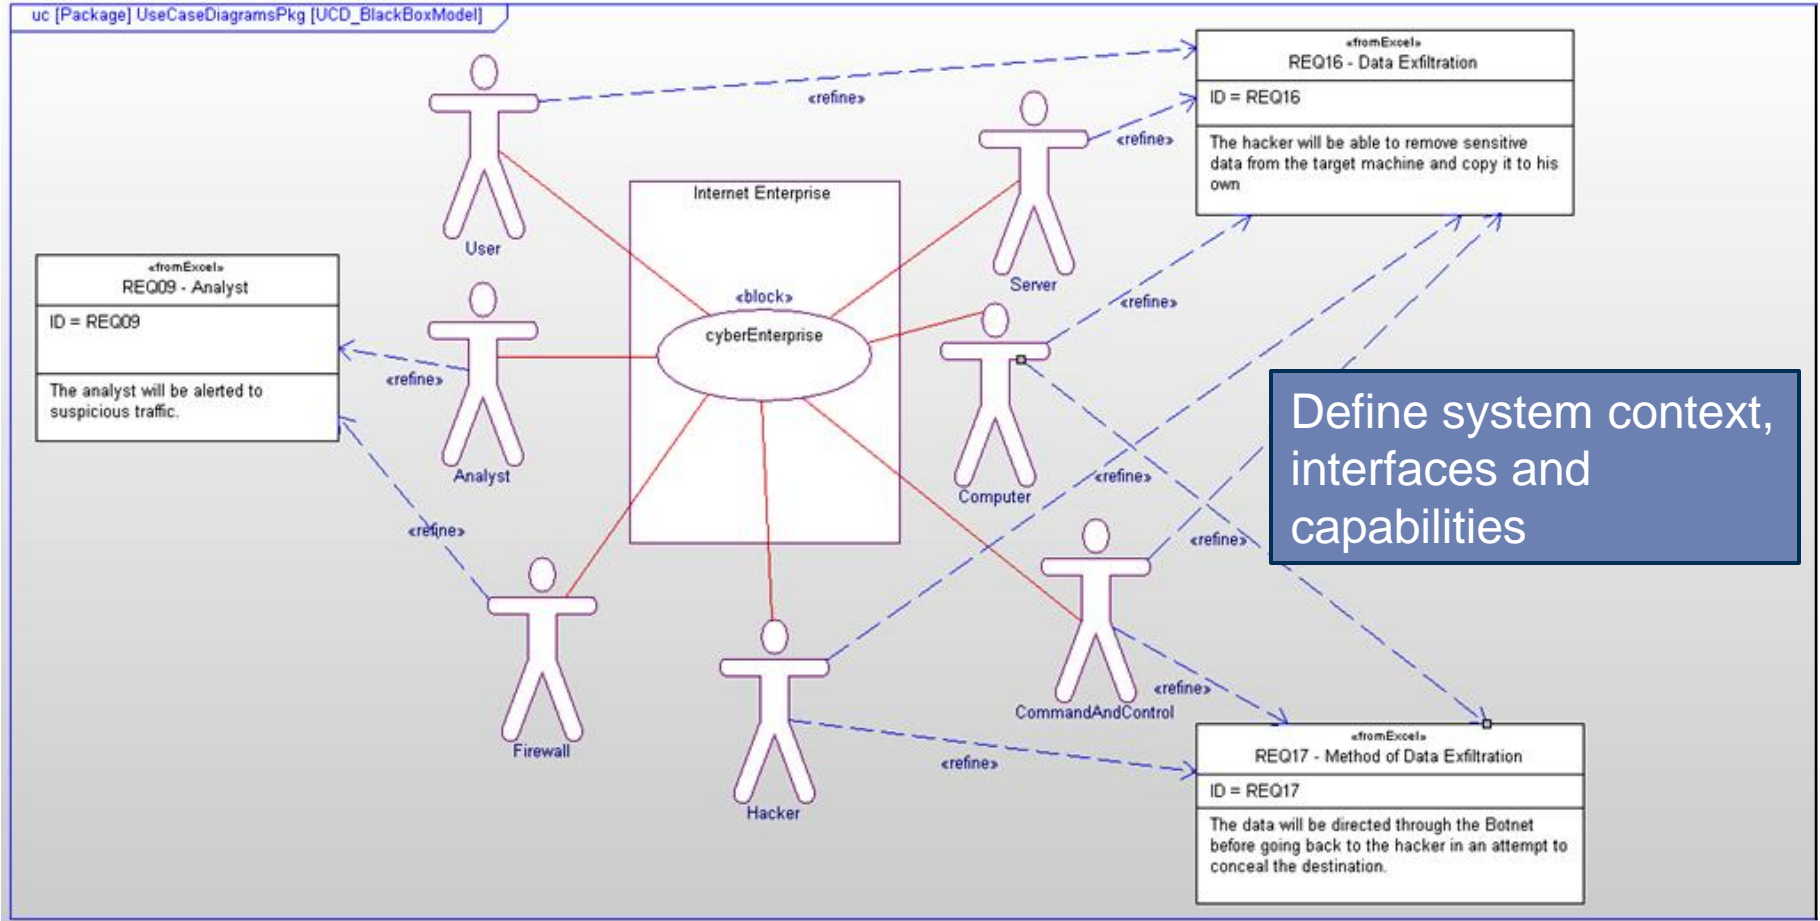 uc [Package] UseCaseDiagramsPkg [UCD_BlackBoxModel]
«fromExcel»
REQ16 - Data Exfiltration
ID = REQ16
The hacker will be able to remove sensitive
data from the target machine and copy it to his
own
«refine»
«refine»
Internet Enterprise
User
«fromExcel»
REQ09 - Analyst
ID = REQ09
The analyst will be alerted to
suspicious traffic.
Server
«block»
cyberEnterprise
«refine»
«refine»
Define system context,
interfaces and
capabilities
Analyst
Computer
«refine»
«refine»
«refine»
CommandAndControl
«refine»
Firewall
«refine»
Hacker
«fromExcel»
REQ17 - Method of Data Exfiltration
ID = REQ17
The data will be directed through the Botnet
before going back to the hacker in an attempt to
conceal the destination.